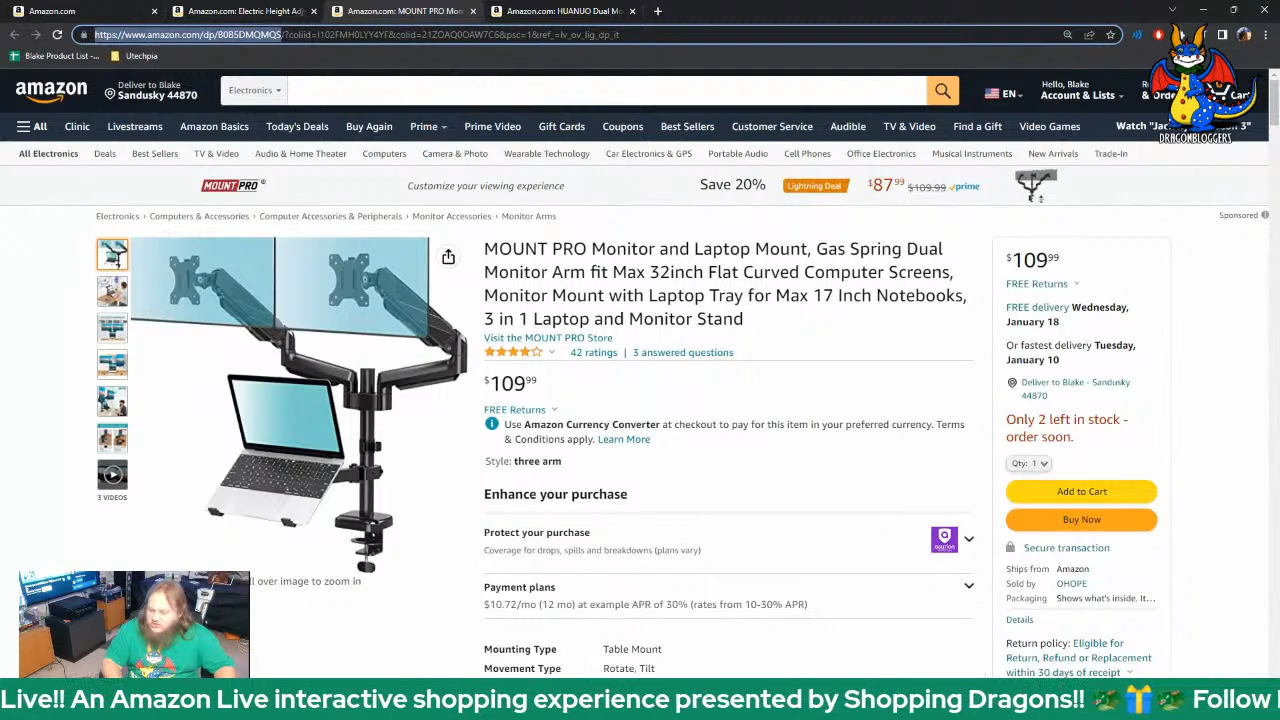 Amazon.com
Amazon.com: Electric Height Adj
Amazon.com: MOUNT PRO Mon
Amazon.com: HUANUO Dual M
https://www.amazon.com/dp/B0B5DMQMQS/?coliid=I102FMH0LYY4YF&colid=21ZOAQ0OAW7C6&psc=1&ref_=lv_ov_lig_dp_it
Blake Product List-...
Utechpia
amazon
Deliver to Blake
Sandusky 44870
Electronics
EN
Hello, Blake
Account & Lists
& Orde
Cart
All
Clinic
Livestreams
Amazon Basics
Today's Deals
Buy Again
Prime
Prime Video
Gift Cards
Coupons
Best Sellers
Customer Service
Audible
TV & Video
Find a Gift
Video Games
Watch "Jac
3"
DRAGONBLOGGERS
All Electronics
Deals
Best Sellers
TV & Video
Audio & Home Theater
Computers
Camera & Photo
Wearable Technology
Car Electronics & GPS
Portable Audio
Cell Phones
Office Electronics
Musical Instruments
New Arrivals
Trade-In
MOUNT PRO ®
Customize your viewing experience
Save 20%
Lightning Deal
$87.99 $109.99 prime
Electronics › Computers & Accessories › Computer Accessories & Peripherals › Monitor Accessories › Monitor Arms
Sponsored
MOUNT PRO Monitor and Laptop Mount, Gas Spring Dual
Monitor Arm fit Max 32inch Flat Curved Computer Screens,
Monitor Mount with Laptop Tray for Max 17 Inch Notebooks,
3 in 1 Laptop and Monitor Stand
Visit the MOUNT PRO Store
42 ratings | 3 answered questions
$10999
FREE Returns
Use Amazon Currency Converter at checkout to pay for this item in your preferred currency. Terms
& Conditions apply. Learn More
Style: three arm
Enhance your purchase
Protect your purchase
Coverage for drops, spills and breakdowns (plans vary)
asurion
Payment plans
$10.72/mo (12 mo) at example APR of 30% (rates from 10-30% APR)
Mounting Type Table Mount
Movement Type Rotate, Tilt
3 VIDEOS
l over image to zoom in
$10999
FREE Returns
FREE delivery Wednesday,
January 18
Or fastest delivery Tuesday,
January 10
Deliver to Blake - Sandusky
44870
Only 2 left in stock -
order soon.
Qty: 1
Add to Cart
Buy Now
Secure transaction
Ships from Amazon
Sold by OHOPE
Packaging Shows what's inside. It...
Details
Return policy: Eligible for
Return, Refund or Replacement
within 30 days of receipt
Live!! An Amazon Live interactive shopping experience presented by Shopping Dragons!! Follow